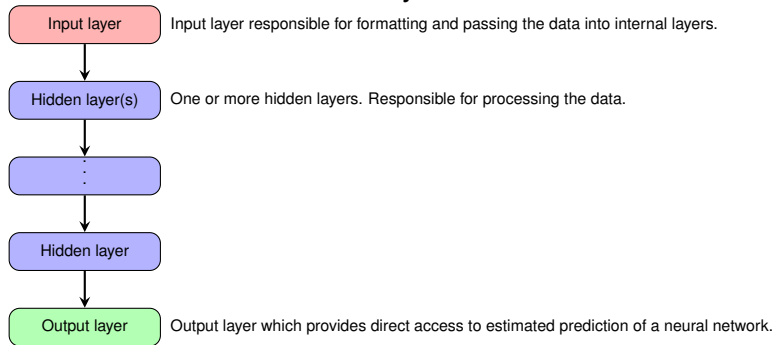 Input layer
Input layer responsible for formatting and passing the data into internal layers.
Hidden layer(s)
One or more hidden layers. Responsible for processing the data.
Hidden layer
Output layer
Output layer which provides direct access to estimated prediction of a neural network.